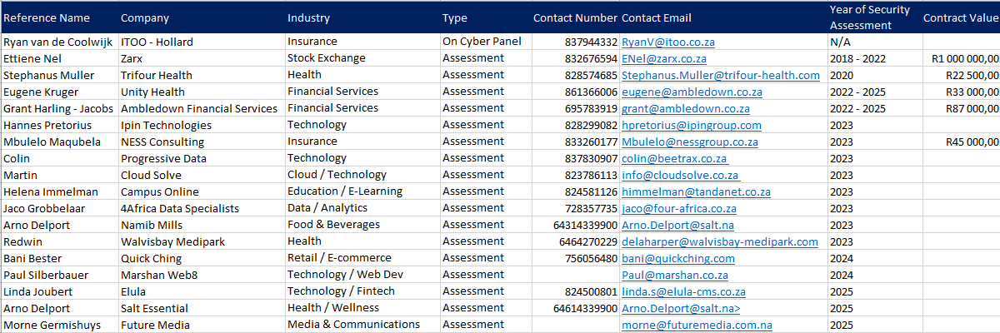 Reference Name Company Industry Type Contact Number Contact Email Year of Security Assessment Contract Value
Ryan van de Coolwijk ITOO - Hollard Insurance On Cyber Panel 837944332 RyanV@itoo.co.za N/A
Ettiene Nel Zarx Stock Exchange Assessment 832676594 ENel@zarx.co.za 2018 - 2022 R1 000 000,00
Stephanus Muller Trifour Health Health Assessment 828574685 Stephanus.Muller@trifour-health.com 2020 R22 500,00
Eugene Kruger Unity Health Financial Services Assessment 861366006 eugene@ambledown.co.za 2022 - 2025 R33 000,00
Grant Harling - Jacobs Ambledown Financial Services Financial Services Assessment 695783919 grant@ambledown.co.za 2022 - 2025 R87 000,00
Hannes Pretorius Ipin Technologies Technology Assessment 828299082 hpretorius@ipingroup.com 2023
Mbulelo Maqubela NESS Consulting Insurance Assessment 833260177 Mbulelo@nessgroup.co.za 2023 R45 000,00
Colin Progressive Data Technology Assessment 837830907 colin@beetrax.co.za 2023
Martin Cloud Solve Cloud / Technology Assessment 823786113 info@cloudsolve.co.za 2023
Helena Immelman Campus Online Education / E-Learning Assessment 824581126 himmelman@tandanet.co.za 2023
Jaco Grobbelaar 4Africa Data Specialists Data / Analytics Assessment 728357735 jaco@four-africa.co.za 2023
Arno Delport Namib Mills Food & Beverages Assessment 64314339900 Arno.Delport@salt.na 2023
Redwin Walvisbay Medipark Health Assessment 6464270229 delaharper@walvisbay-medipark.com 2023
Bani Bester Quick Ching Retail / E-commerce Assessment 756056480 bani@quickching.com 2024
Paul Silberbauer Marshan Web8 Technology / Web Dev Assessment Paul@marshan.co.za 2024
Linda Joubert Elula Technology / Fintech Assessment 824500801 linda.s@elula-cms.co.za 2025
Arno Delport Salt Essential Health / Wellness Assessment 64614339900 Arno.Delport@salt.na> 2025
Morne Germishuys Future Media Media & Communications Assessment morne@futuremedia.com.na 2025